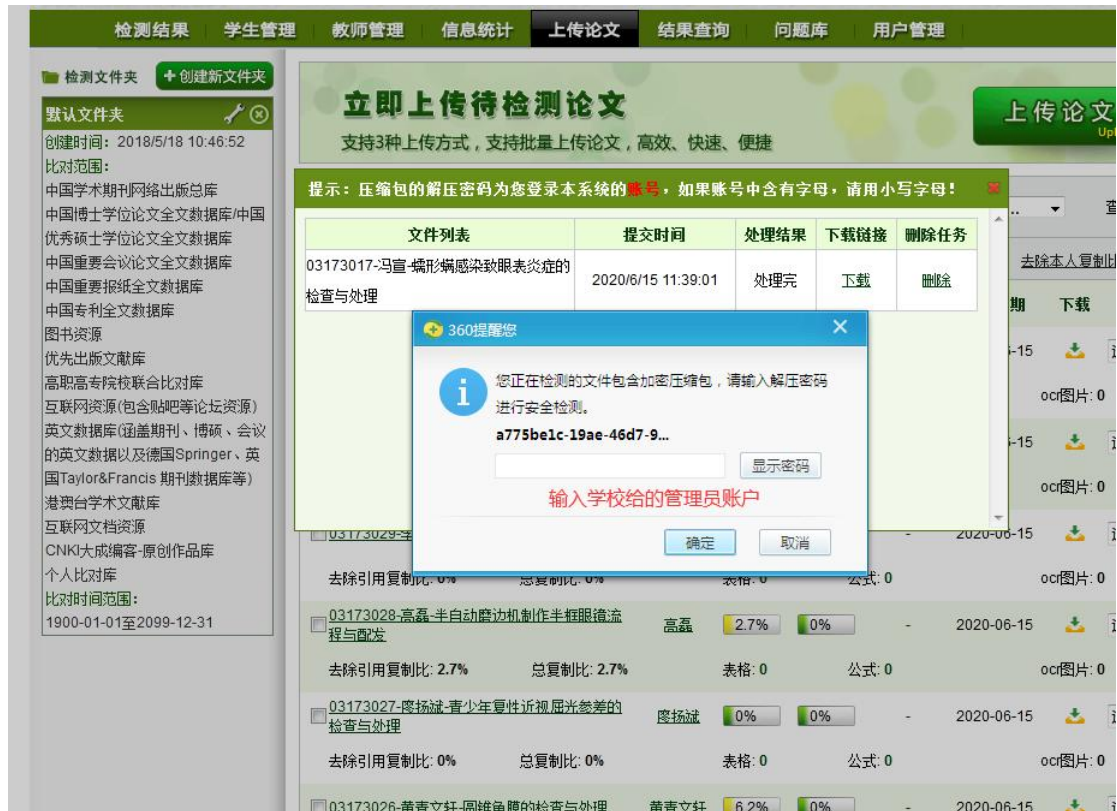 检测结果 学生管理 教师管理 信息统计 上传论文 结果查询 问题库 用户管理
检测文件夹 +创建新文件夹
默认文件夹
创建时间：2018/5/18 10:46:52
比对范围：
中国学术期刊网络出版总库
中国博士学位论文全文数据库/中国
优秀硕士学位论文全文数据库
中国重要会议论文全文数据库
中国重要报纸全文数据库
中国专利全文数据库
图书资源
优先出版文献库
高职高专院校联合比对库
互联网资源(包含贴吧等论坛资源)
英文数据库(涵盖期刊、博硕、会议
的英文数据以及德国Springer、英
国Taylor&Francis 期刊数据库等)
港澳台学术文献库
互联网文档资源
CNKI大成编客-原创作品库
个人比对库
比对时间范围：
1900-01-01至2099-12-31
立即上传待检测论文
支持3种上传方式，支持批量上传论文，高效、快速、便捷
上传论文
提示：压缩包的解压密码为您登录本系统的账号，如果账号中含有字母，请用小写字母！
文件列表 提交时间 处理结果 下载链接 删除任务
03173017-冯宣-蠕形螨感染致眼表炎症的
检查与处理
2020/6/15 11:39:01 处理完 下载 删除
360提醒您
您正在检测的文件包含加密压缩包，请输入解压密码
进行安全检测。
a775be1c-19ae-46d7-9...
显示密码
输入学校给的管理员账户
确定 取消
去除本人复制比
期 下载
-15
ocr图片: 0
-15
ocr图片: 0
- 2020-06-15
去除引用复制比: 0% 总复制比: 0% 表格: 0 公式: 0 ocr图片: 0
03173028-高磊-半自动磨边机制作半框眼镜流
程与配发
高磊 2.7% 0% - 2020-06-15
去除引用复制比: 2.7% 总复制比: 2.7% 表格: 0 公式: 0 ocr图片: 0
03173027-廖扬斌-青少年复性近视屈光参差的
检查与处理
廖扬斌 0% 0% - 2020-06-15
去除引用复制比: 0% 总复制比: 0% 表格: 0 公式: 0 ocr图片: 0
03173026-黄青文轩-圆锥角膜的检查与处理 黄青文轩 6.2% 0% - 2020-06-15